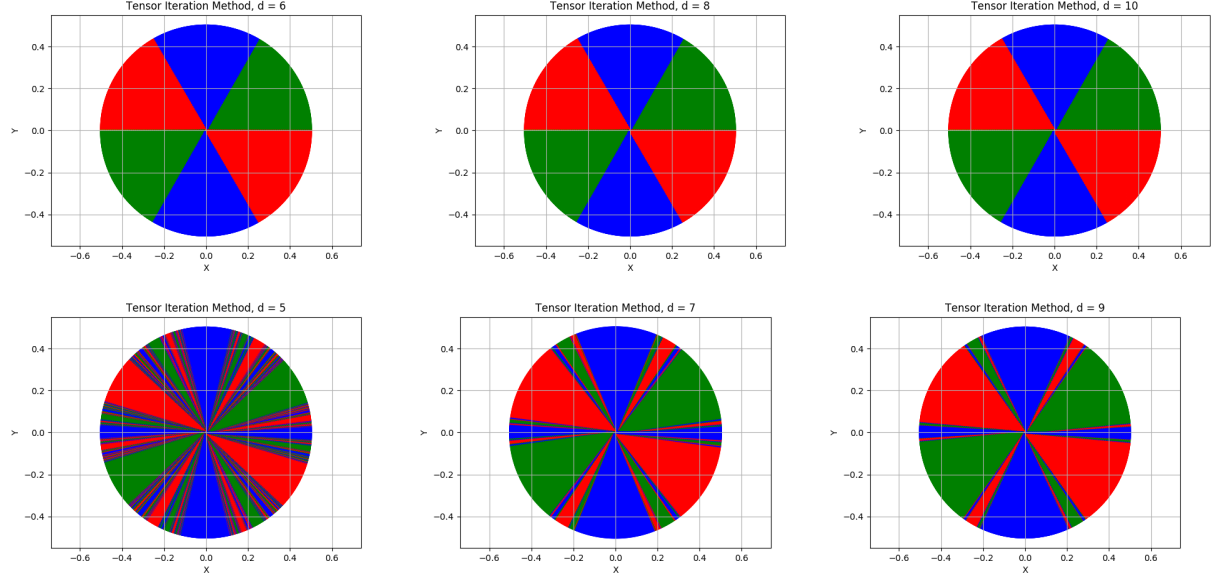 Tensor Iteration Method, d = 6
Y
0.4
0.2
0.0
−0.2
−0.4
−0.6 −0.4 −0.2 0.0 0.2 0.4 0.6
X
Tensor Iteration Method, d = 8
Y
0.4
0.2
0.0
−0.2
−0.4
−0.6 −0.4 −0.2 0.0 0.2 0.4 0.6
X
Tensor Iteration Method, d = 10
Y
0.4
0.2
0.0
−0.2
−0.4
−0.6 −0.4 −0.2 0.0 0.2 0.4 0.6
X
Tensor Iteration Method, d = 5
Y
0.4
0.2
0.0
−0.2
−0.4
−0.6 −0.4 −0.2 0.0 0.2 0.4 0.6
X
Tensor Iteration Method, d = 7
Y
0.4
0.2
0.0
−0.2
−0.4
−0.6 −0.4 −0.2 0.0 0.2 0.4 0.6
X
Tensor Iteration Method, d = 9
Y
0.4
0.2
0.0
−0.2
−0.4
−0.6 −0.4 −0.2 0.0 0.2 0.4 0.6
X